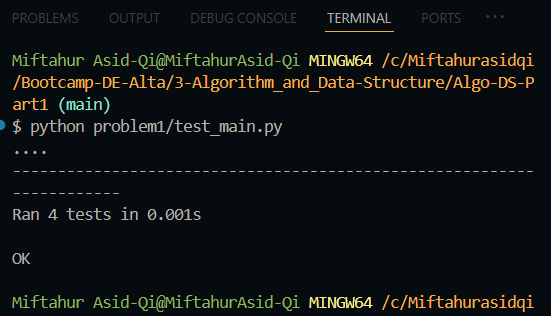 PROBLEMS OUTPUT DEBUG CONSOLE TERMINAL PORTS ...
Miftahur Asid-Qi@MiftahurAsid-Qi MINGW64 /c/Miftahurasidqi
/Bootcamp-DE-Alta/3-Algorithm_and_Data-Structure/Algo-DS-P
art1 (main)
$ python problem1/test_main.py
....
----------------------------------------------------------
------------
Ran 4 tests in 0.001s
OK
Miftahur Asid-Qi@MiftahurAsid-Qi MINGW64 /c/Miftahurasidqi